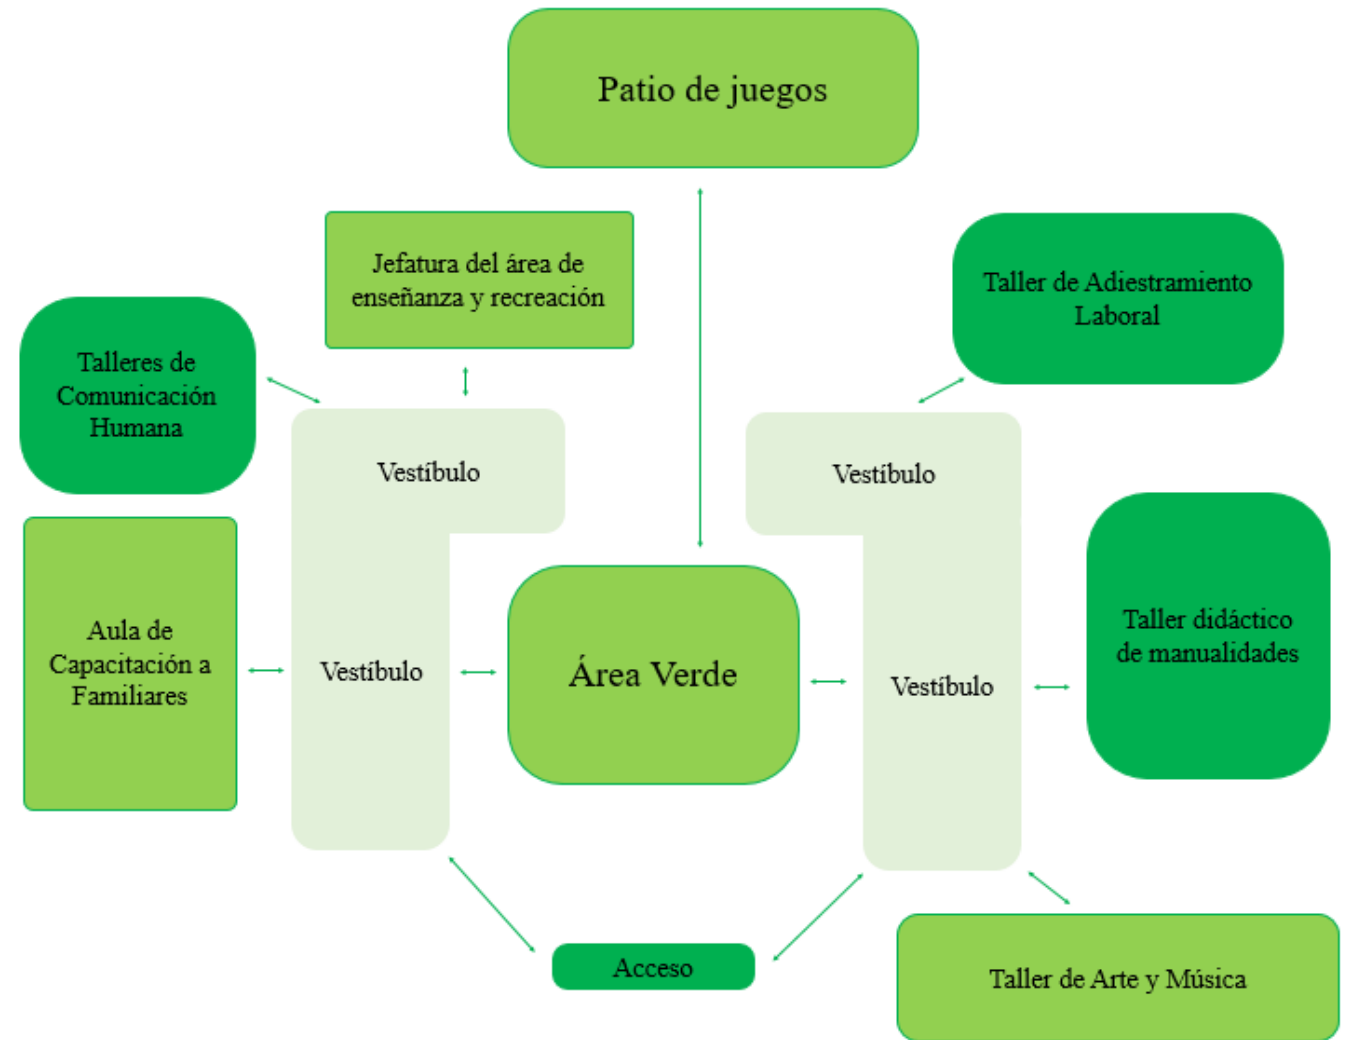 Patio de juegos
Jefatura del área de
enseñanza y recreación
Taller de Adiestramiento
Laboral
Talleres de
Comunicación
Humana
Vestíbulo
Vestíbulo
Aula de
Capacitación a
Familiares
Vestíbulo
Área Verde
Vestíbulo
Taller didáctico
de manualidades
Acceso
Taller de Arte y Música